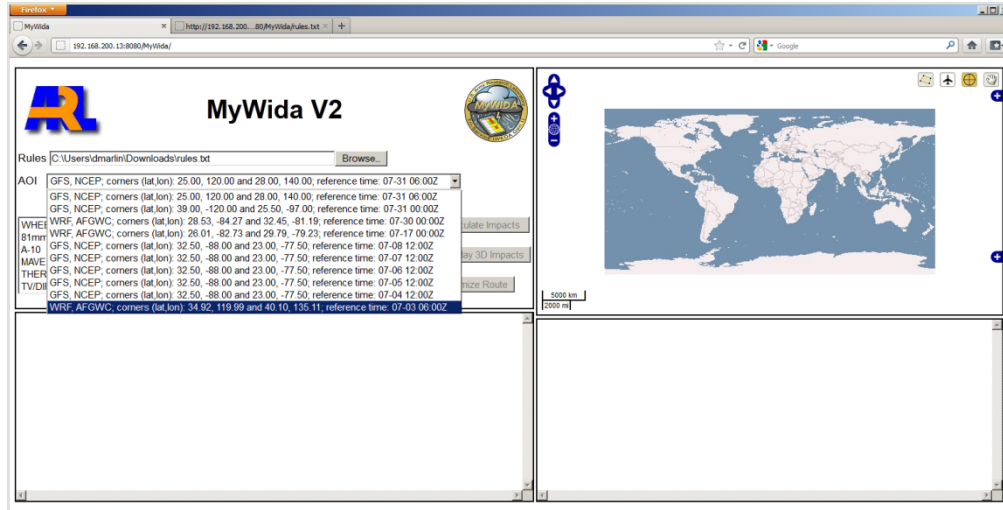 Firefox
MyWida
http://192.168.200....80/MyWida/rules.txt
192.168.200.13:8080/MyWida/
Google
ARL
MyWida V2
MyWIDA
Rules C:\Users\dmarlin\Downloads\rules.txt Browse...
AOI GFS, NCEP; corners (lat,lon): 25.00, 120.00 and 28.00, 140.00; reference time: 07-31 06:00Z
GFS, NCEP; corners (lat,lon): 25.00, 120.00 and 28.00, 140.00; reference time: 07-31 06:00Z
GFS, NCEP; corners (lat,lon): 39.00, -120.00 and 25.50, -97.00; reference time: 07-31 00:00Z
WRF, AFGWC; corners (lat,lon): 28.53, -84.27 and 32.45, -81.19; reference time: 07-30 00:00Z
WRF, AFGWC; corners (lat,lon): 26.01, -82.73 and 29.79, -79.23; reference time: 07-17 00:00Z
GFS, NCEP; corners (lat,lon): 32.50, -88.00 and 23.00, -77.50; reference time: 07-08 12:00Z
GFS, NCEP; corners (lat,lon): 32.50, -88.00 and 23.00, -77.50; reference time: 07-07 12:00Z
GFS, NCEP; corners (lat,lon): 32.50, -88.00 and 23.00, -77.50; reference time: 07-06 12:00Z
GFS, NCEP; corners (lat,lon): 32.50, -88.00 and 23.00, -77.50; reference time: 07-05 12:00Z
GFS, NCEP; corners (lat,lon): 32.50, -88.00 and 23.00, -77.50; reference time: 07-04 12:00Z
WRF, AFGWC; corners (lat,lon): 34.92, 119.99 and 40.10, 135.11; reference time: 07-03 06:00Z
WHEE
81mm
A-10
MAVE
THER
TV/DI
ulate Impacts
lay 3D Impacts
mize Route
5000 km
2000 mi